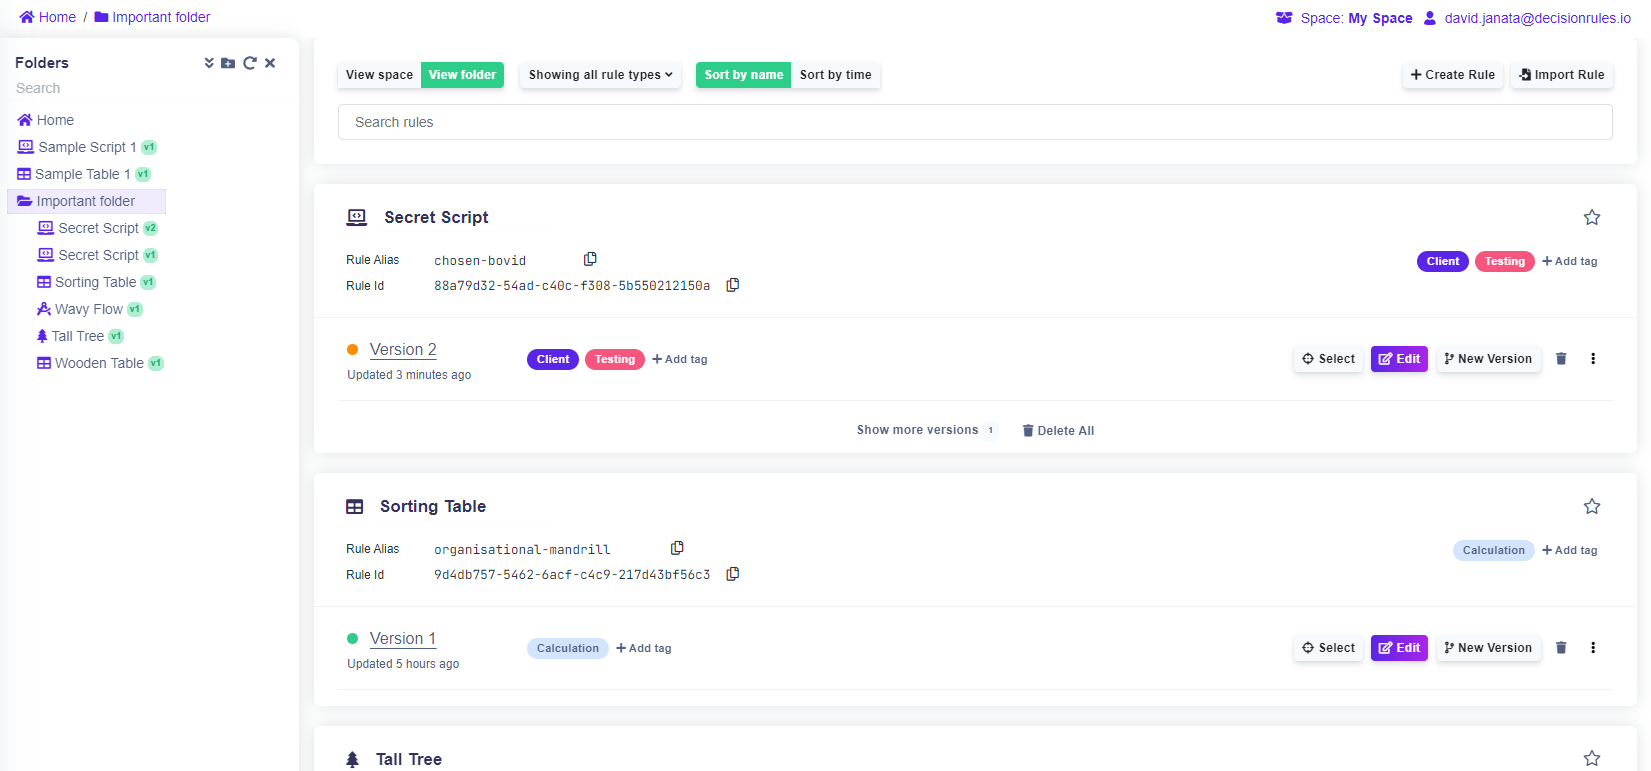 Home / Important folder
Space: My Space david.janata@decisionrules.io
Folders
Search
Home
Sample Script 1 v1
Sample Table 1 v1
Important folder
Secret Script v2
Secret Script v1
Sorting Table v1
Wavy Flow v1
Tall Tree v1
Wooden Table v1
View space View folder Showing all rule types Sort by name Sort by time Create Rule Import Rule
Search rules
Secret Script
Rule Alias chosen-bovid
Client Testing Add tag
Rule Id 88a79d32-54ad-c40c-f308-5b550212150a
Version 2 Client Testing Add tag Select Edit New Version
Updated 3 minutes ago
Show more versions 1 Delete All
Sorting Table
Rule Alias organisational-mandrill
Calculation Add tag
Rule Id 9d4db757-5462-6acf-c4c9-217d43bf56c3
Version 1 Calculation Add tag Select Edit New Version
Updated 5 hours ago
Tall Tree